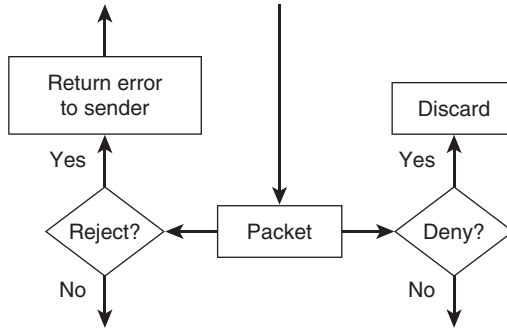 Return error
to sender
Discard
Yes
Yes
Reject?
Packet
Deny?
No
No